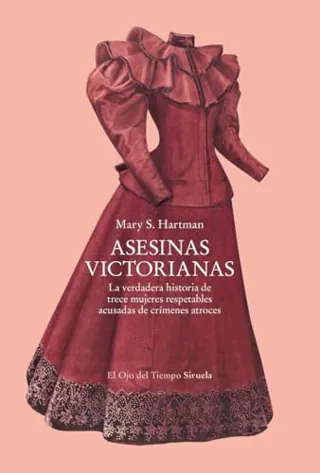 Mary S. Hartman
ASESINAS
VICTORIANAS
La verdadera historia de
trece mujeres respetables
acusadas de crímenes atroces
El Ojo del Tiempo Siruela